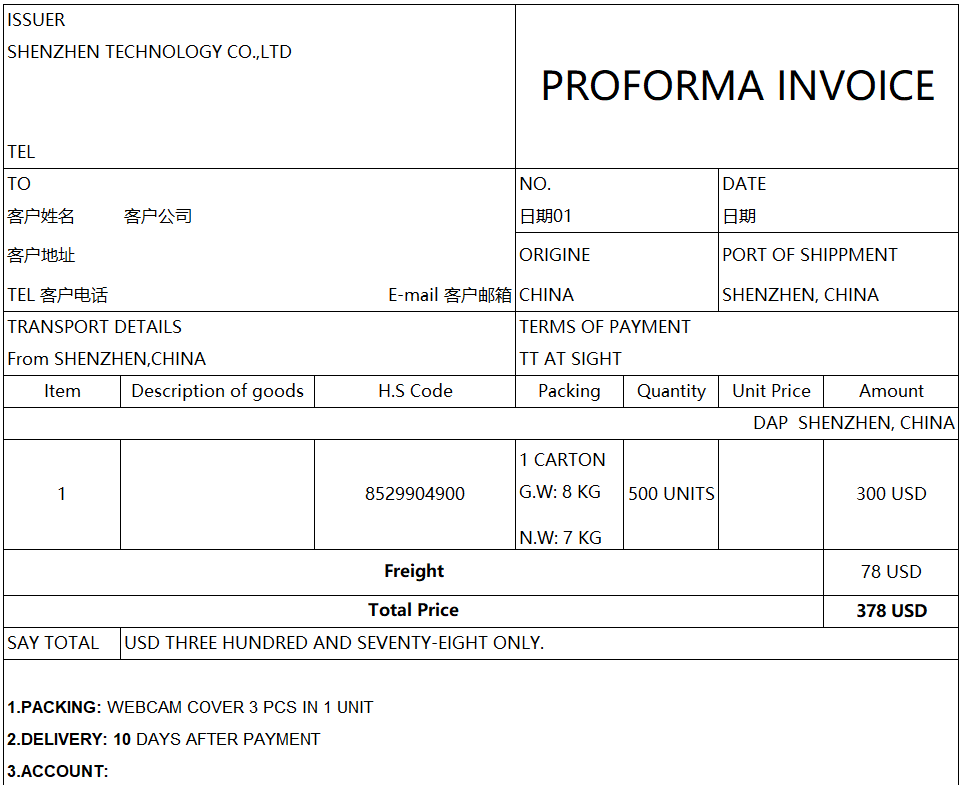 ISSUER
SHENZHEN TECHNOLOGY CO.,LTD
PROFORMA INVOICE
TEL
TO
客户姓名 客户公司
客户地址
TEL 客户电话 E-mail 客户邮箱
NO.
日期01
DATE
日期
ORIGINE
CHINA
PORT OF SHIPPMENT
SHENZHEN, CHINA
TRANSPORT DETAILS
From SHENZHEN,CHINA
TERMS OF PAYMENT
TT AT SIGHT
Item Description of goods H.S Code Packing Quantity Unit Price Amount
DAP SHENZHEN, CHINA
1 8529904900
1 CARTON
G.W: 8 KG
N.W: 7 KG
500 UNITS 300 USD
Freight 78 USD
Total Price 378 USD
SAY TOTAL USD THREE HUNDRED AND SEVENTY-EIGHT ONLY.
1.PACKING: WEBCAM COVER 3 PCS IN 1 UNIT
2.DELIVERY: 10 DAYS AFTER PAYMENT
3.ACCOUNT: